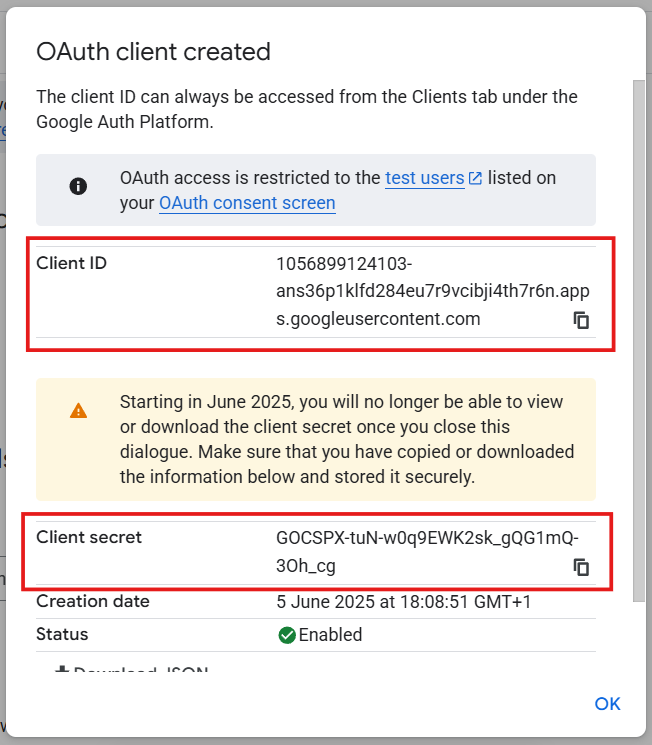 OAuth client created
The client ID can always be accessed from the Clients tab under the
Google Auth Platform.
OAuth access is restricted to the test users listed on
your OAuth consent screen
Client ID
1056899124103-
ans36p1klfd284eu7r9vcibji4th7r6n.app
s.googleusercontent.com
Starting in June 2025, you will no longer be able to view
or download the client secret once you close this
dialogue. Make sure that you have copied or downloaded
the information below and stored it securely.
Client secret
GOCSPX-tuN-w0q9EWK2sk_gQG1mQ-
3Oh_cg
Creation date 5 June 2025 at 18:08:51 GMT+1
Status Enabled
Download JSON
OK